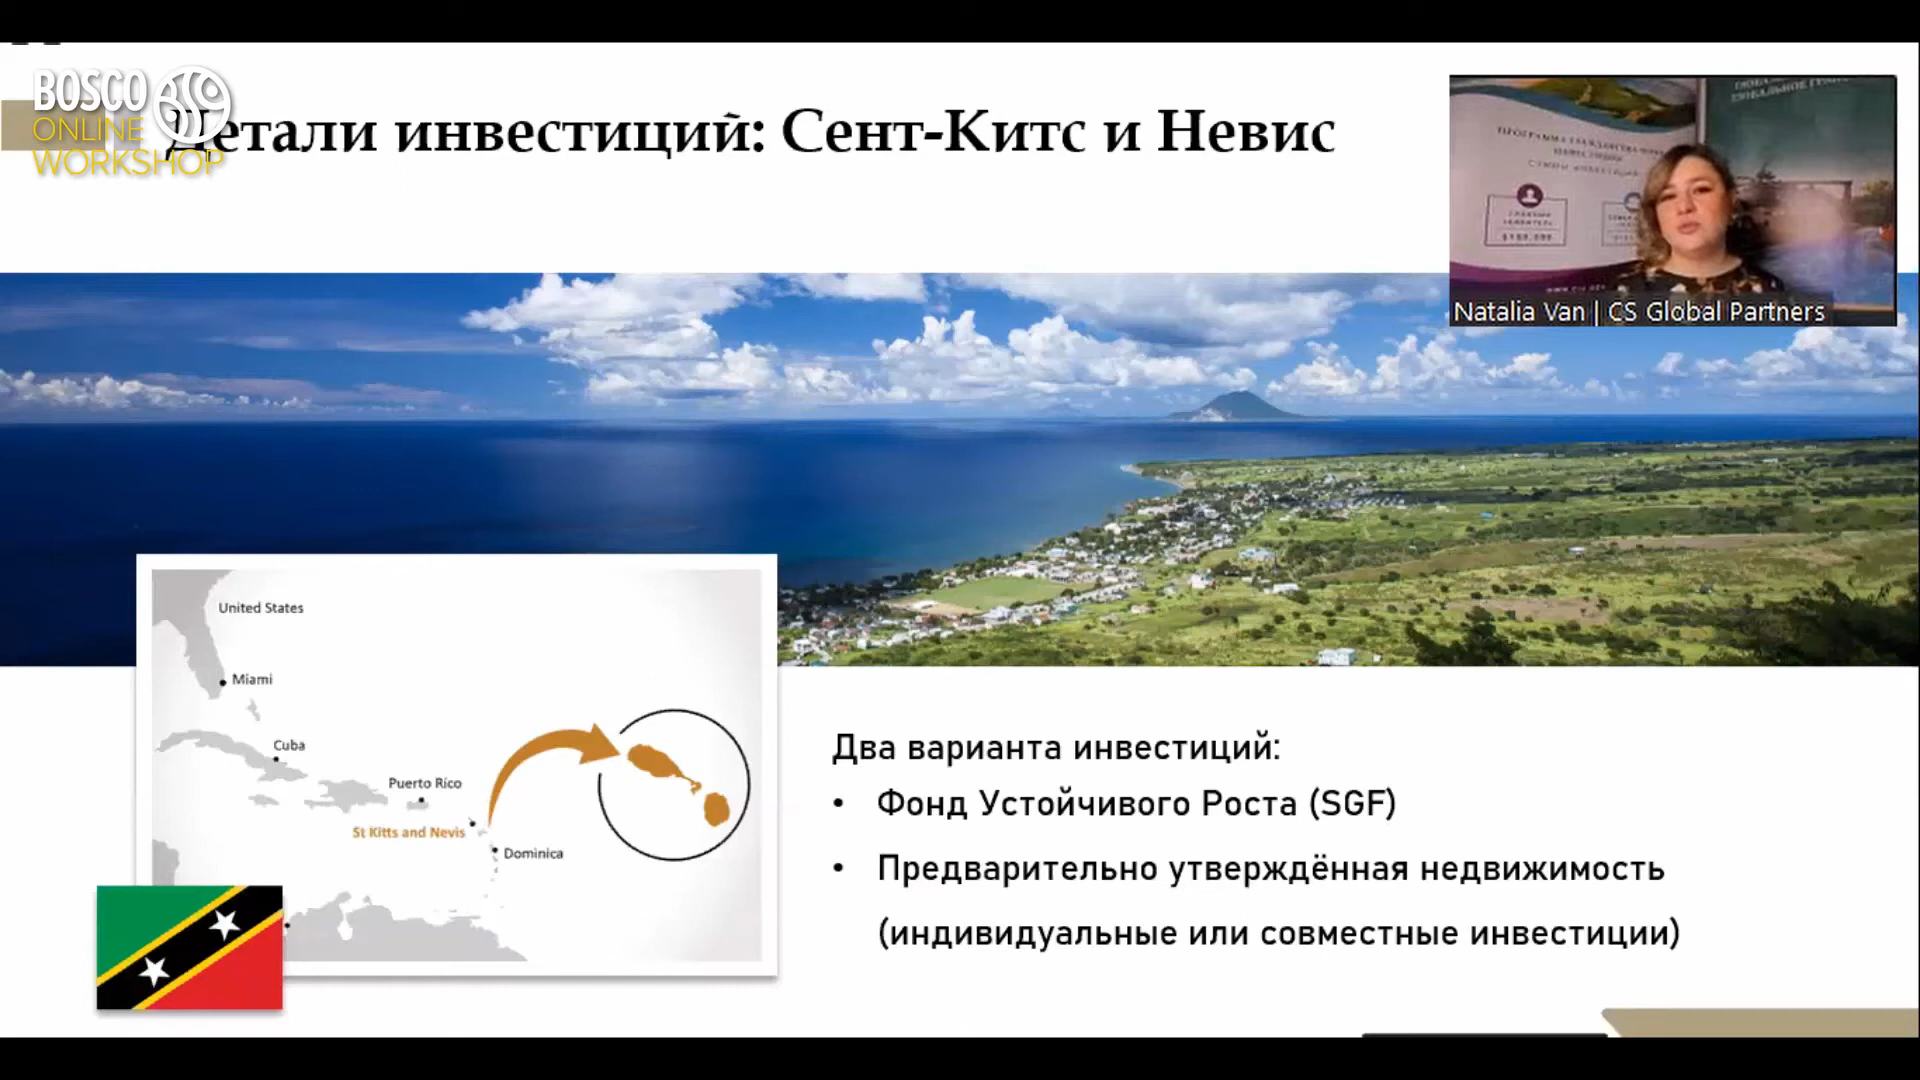 BOSCO
ONLINE
WORKSHOP
Детали инвестиций: Сент-Китс и Невис
Natalia Van | CS Global Partners
United States
Miami
Cuba
Puerto Rico
St Kitts and Nevis
Dominica
Два варианта инвестиций:
• Фонд Устойчивого Роста (SGF)
• Предварительно утверждённая недвижимость
(индивидуальные или совместные инвестиции)